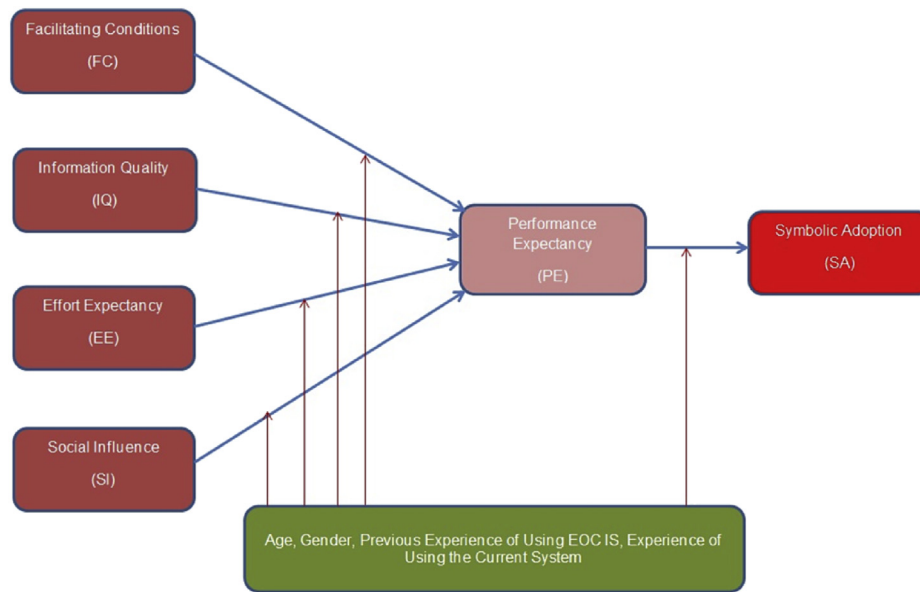 Facilitating Conditions
(FC)
Information Quality
(IQ)
Effort Expectancy
(EE)
Social Influence
(SI)
Performance
Expectancy
(PE)
Symbolic Adoption
(SA)
Age, Gender, Previous Experience of Using EOC IS, Experience of
Using the Current System